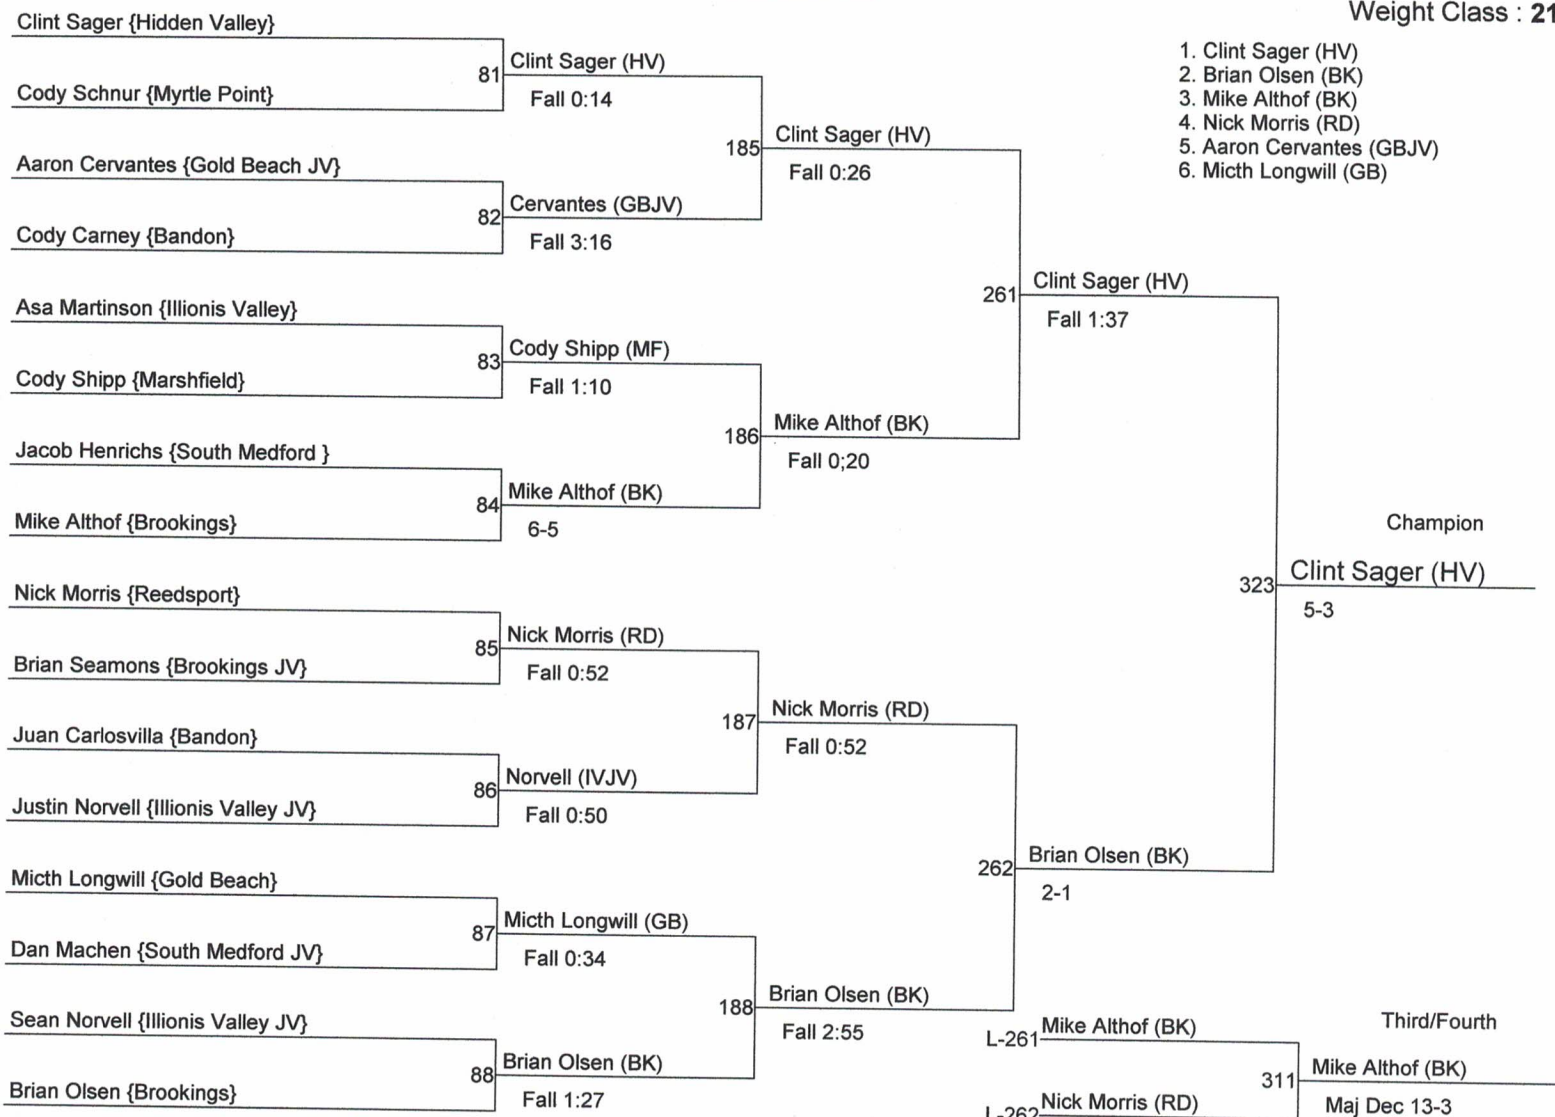 Weight Class : 21
1. Clint Sager (HV)
2. Brian Olsen (BK)
3. Mike Althof (BK)
4. Nick Morris (RD)
5. Aaron Cervantes (GBJV)
6. Micth Longwill (GB)
Clint Sager {Hidden Valley}
Cody Schnur {Myrtle Point}
Aaron Cervantes {Gold Beach JV}
Cody Carney {Bandon}
Asa Martinson {Illionis Valley}
Cody Shipp {Marshfield}
Jacob Henrichs {South Medford }
Mike Althof {Brookings}
Nick Morris {Reedsport}
Brian Seamons {Brookings JV}
Juan Carlosvilla {Bandon}
Justin Norvell {Illionis Valley JV}
Micth Longwill {Gold Beach}
Dan Machen {South Medford JV}
Sean Norvell {Illionis Valley JV}
Brian Olsen {Brookings}
81 Clint Sager (HV)
Fall 0:14
82 Cervantes (GBJV)
Fall 3:16
83 Cody Shipp (MF)
Fall 1:10
84 Mike Althof (BK)
6-5
85 Nick Morris (RD)
Fall 0:52
86 Norvell (IVJV)
Fall 0:50
87 Micth Longwill (GB)
Fall 0:34
88 Brian Olsen (BK)
Fall 1:27
185 Clint Sager (HV)
Fall 0:26
186 Mike Althof (BK)
Fall 0;20
187 Nick Morris (RD)
Fall 0:52
188 Brian Olsen (BK)
Fall 2:55
261 Clint Sager (HV)
Fall 1:37
262 Brian Olsen (BK)
2-1
Champion
323 Clint Sager (HV)
5-3
L-261 Mike Althof (BK)
L-262 Nick Morris (RD)
Third/Fourth
311 Mike Althof (BK)
Maj Dec 13-3